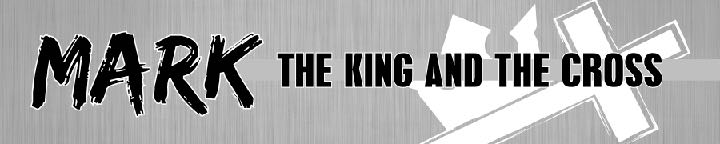 MARK THE KING AND THE CROSS